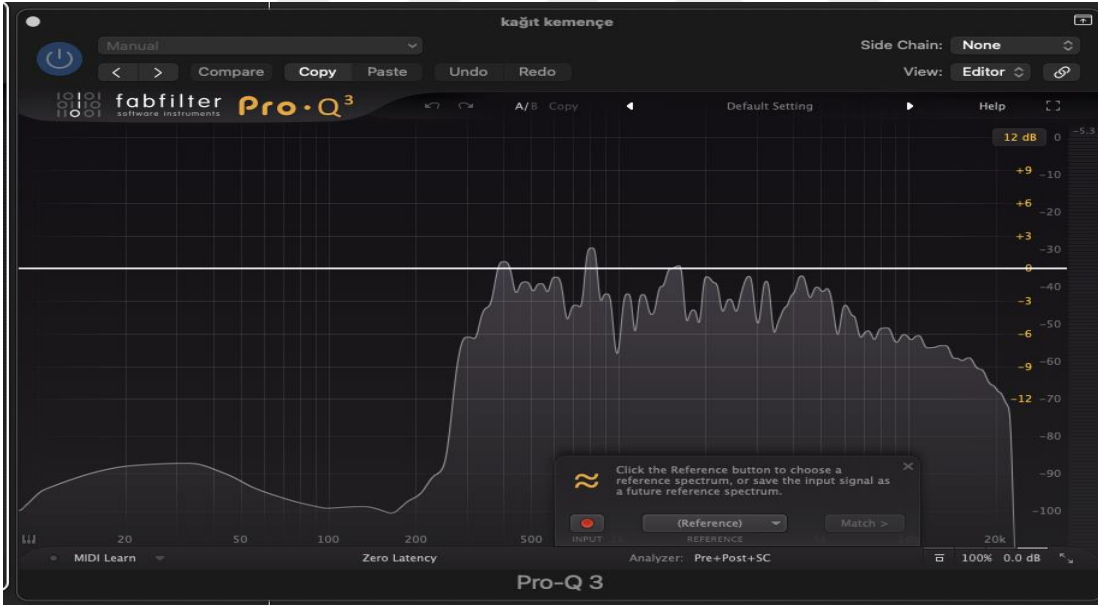 kağıt kemençe
Manual
Side Chain: None
< > Compare Copy Paste Undo Redo
View: Editor
fabfilter
software instruments
Pro·Q 3
A/B Copy
Default Setting
Help
12 dB 0 -5.3
+9 -10
+6 -20
+3 -30
0 -40
-3 -50
-6 -60
-9
-12 -70
-80
-90
-100
Click the Reference button to choose a
reference spectrum, or save the input signal as
a future reference spectrum.
(Reference) Match >
INPUT REFERENCE
20 50 100 200 500 20k
MIDI Learn
Zero Latency
Analyzer: Pre+Post+SC
100% 0.0 dB
Pro-Q 3